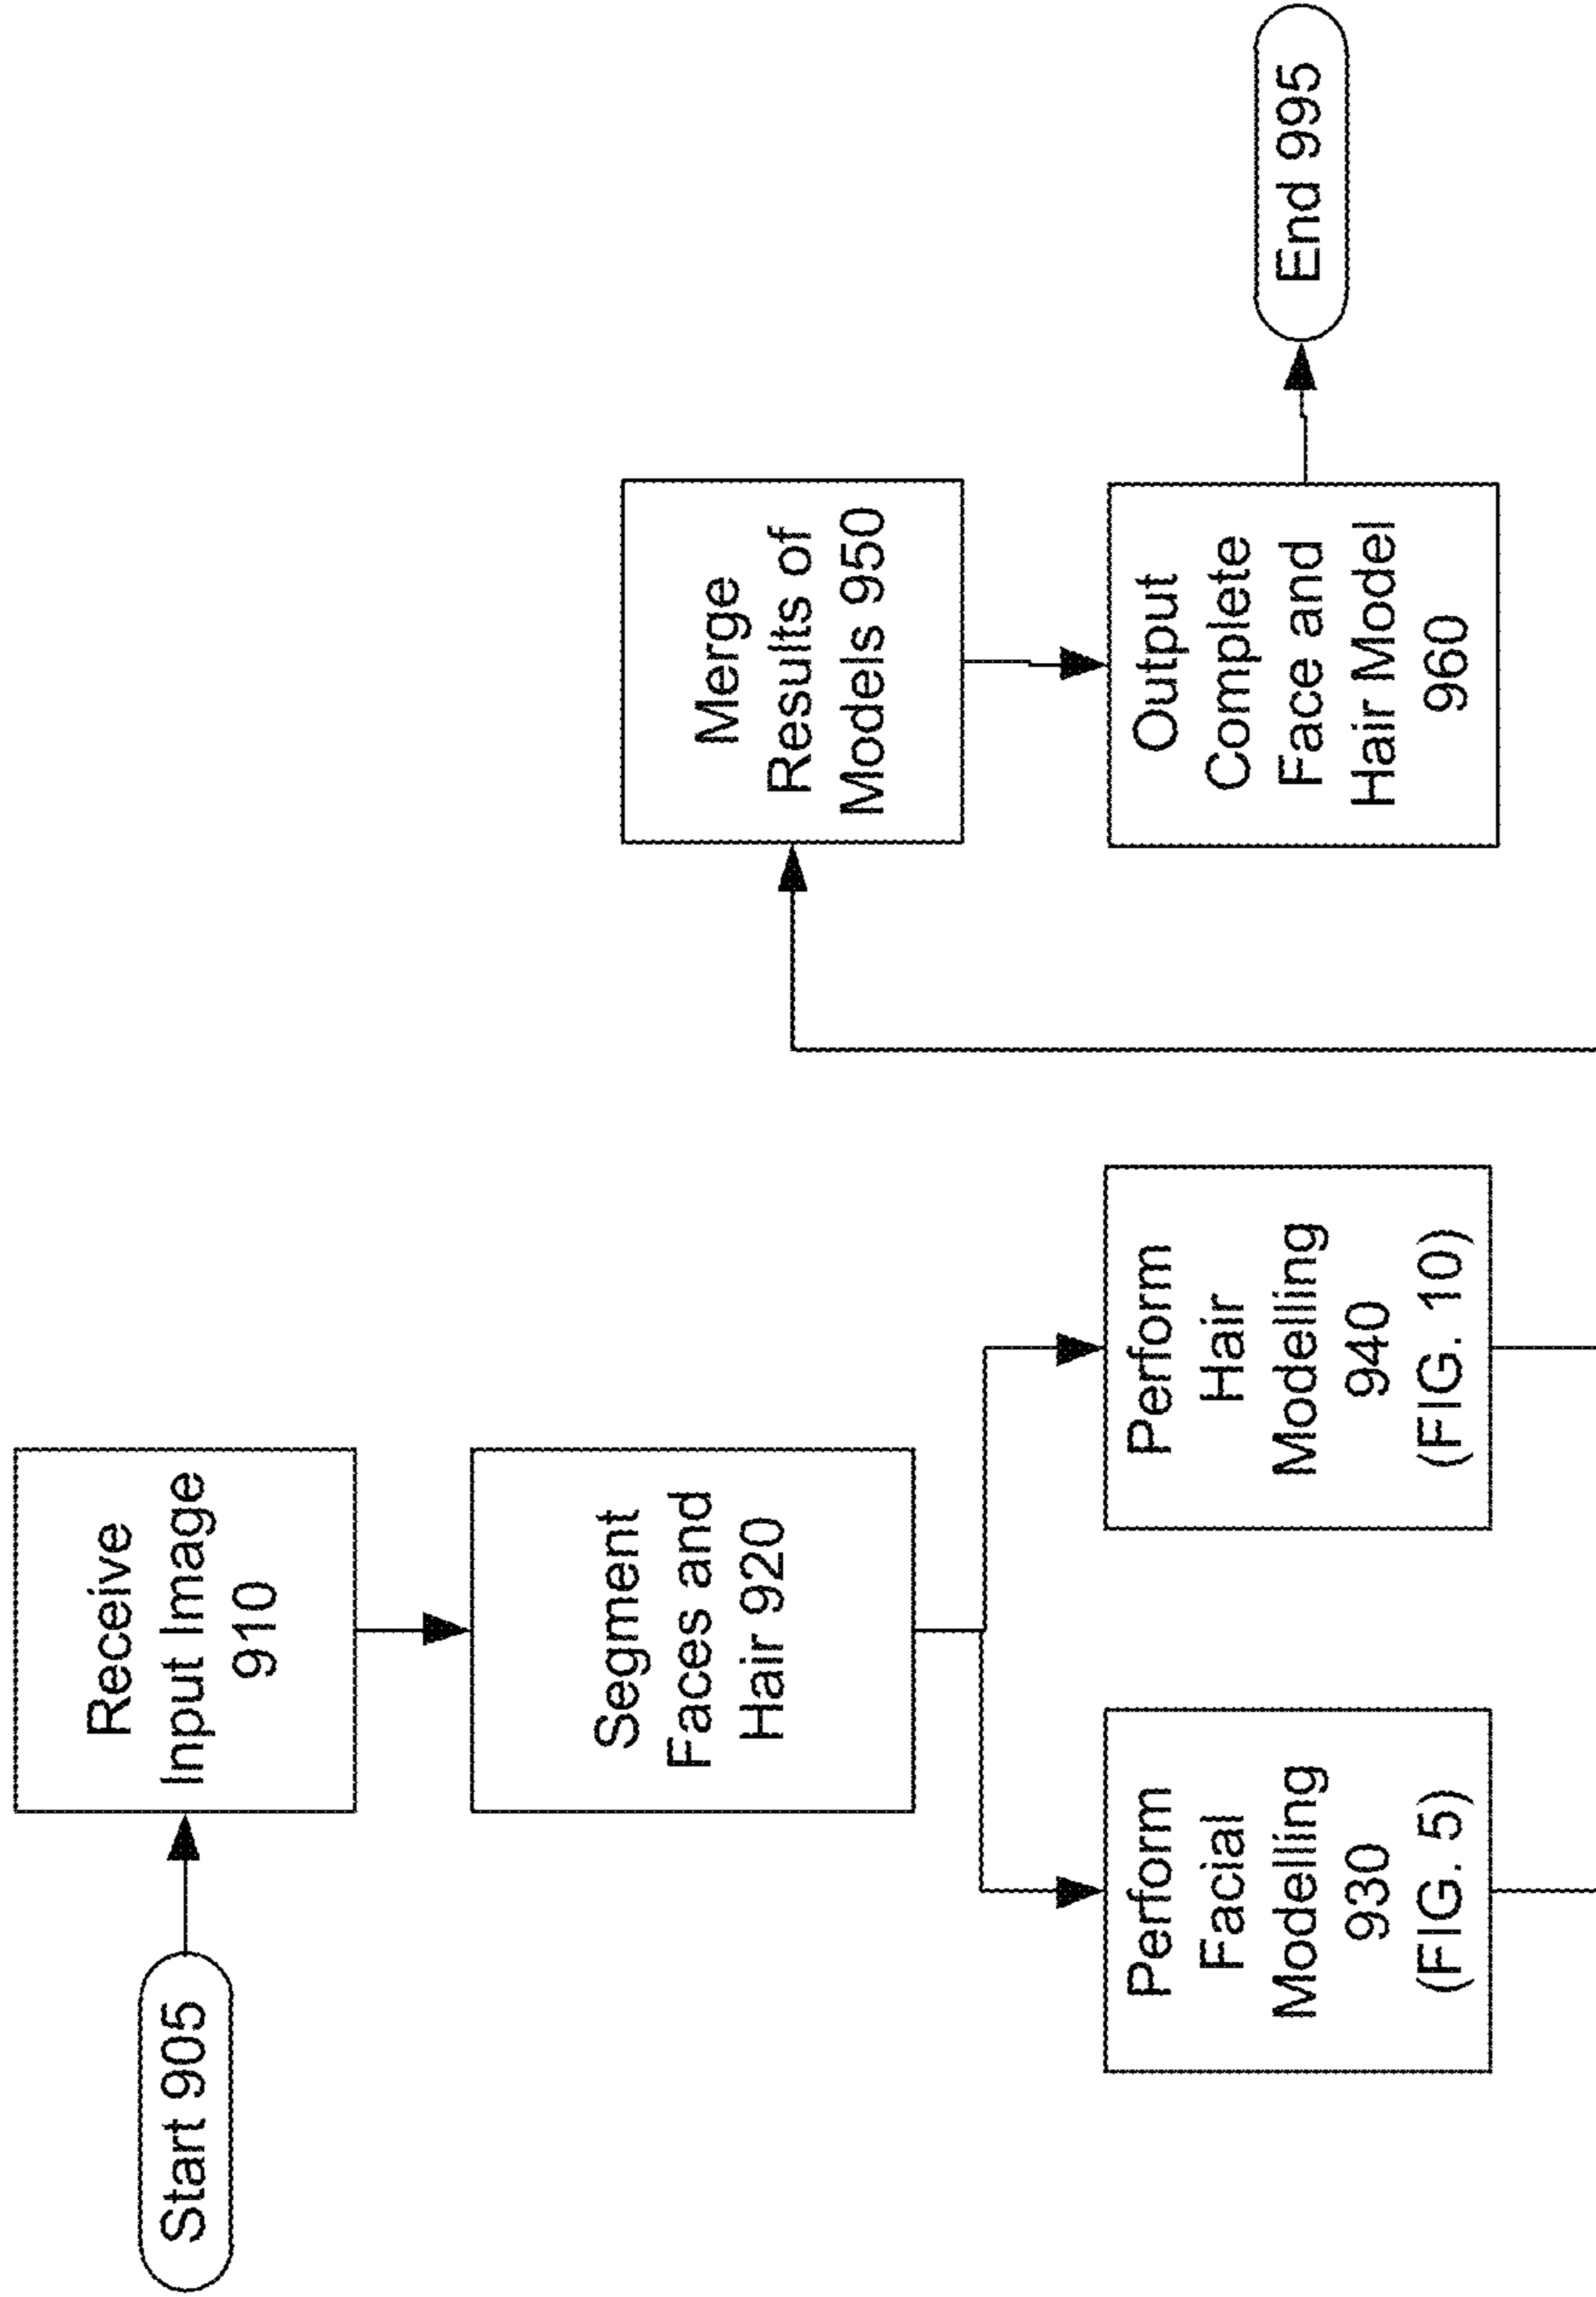 Start 905
Receive
Input Image
910
Segment
Faces and
Hair 920
Perform
Facial
Modelling
930
(FIG. 5)
Perform
Hair
Modelling
940
(FIG. 10)
Merge
Results of
Models 950
Output
Complete
Face and
Hair Model
960
End 995